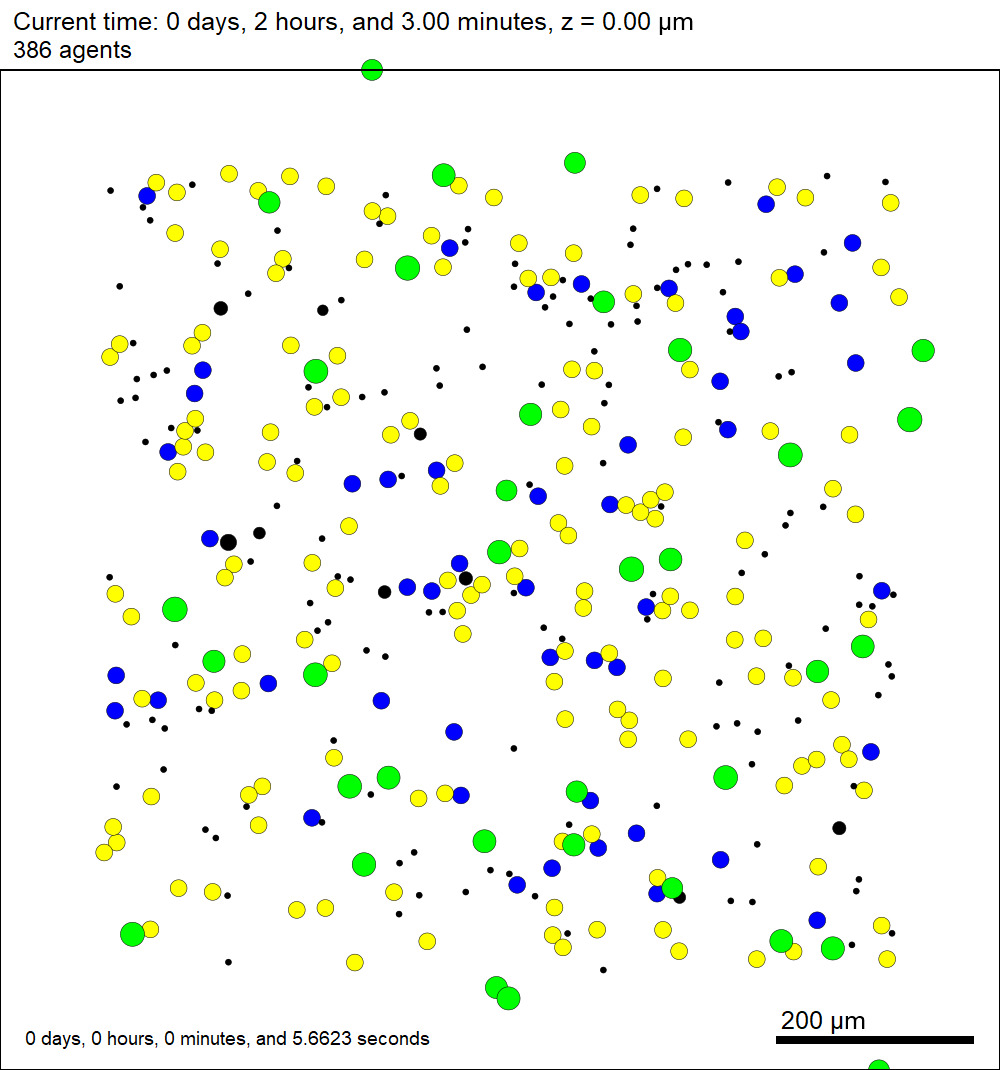 Current time: 0 days, 2 hours, and 3.00 minutes, z = 0.00 µm
386 agents
200 µm
0 days, 0 hours, 0 minutes, and 5.6623 seconds